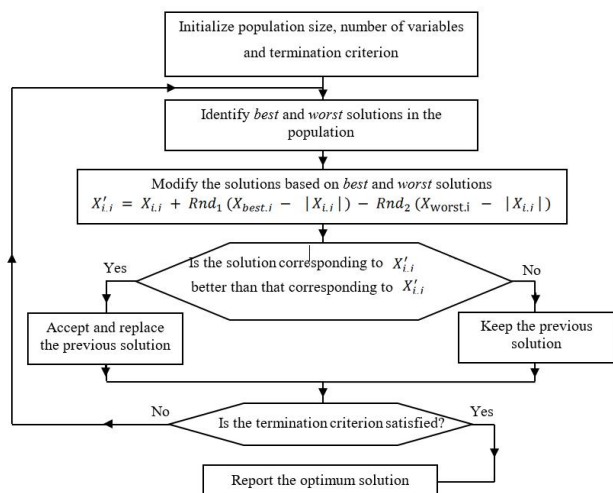 Initialize population size, number of variables
and termination criterion
Identify best and worst solutions in the
population
Modify the solutions based on best and worst solutions
X'i.i = Xi.i + Rnd1 (Xbest.i − |Xi.i|) − Rnd2 (Xworst.i − |Xi.i|)
Yes
Is the solution corresponding to X'i.i
better than that corresponding to X'i.i
No
Accept and replace
the previous solution
Keep the previous
solution
No
Is the termination criterion satisfied?
Yes
Report the optimum solution